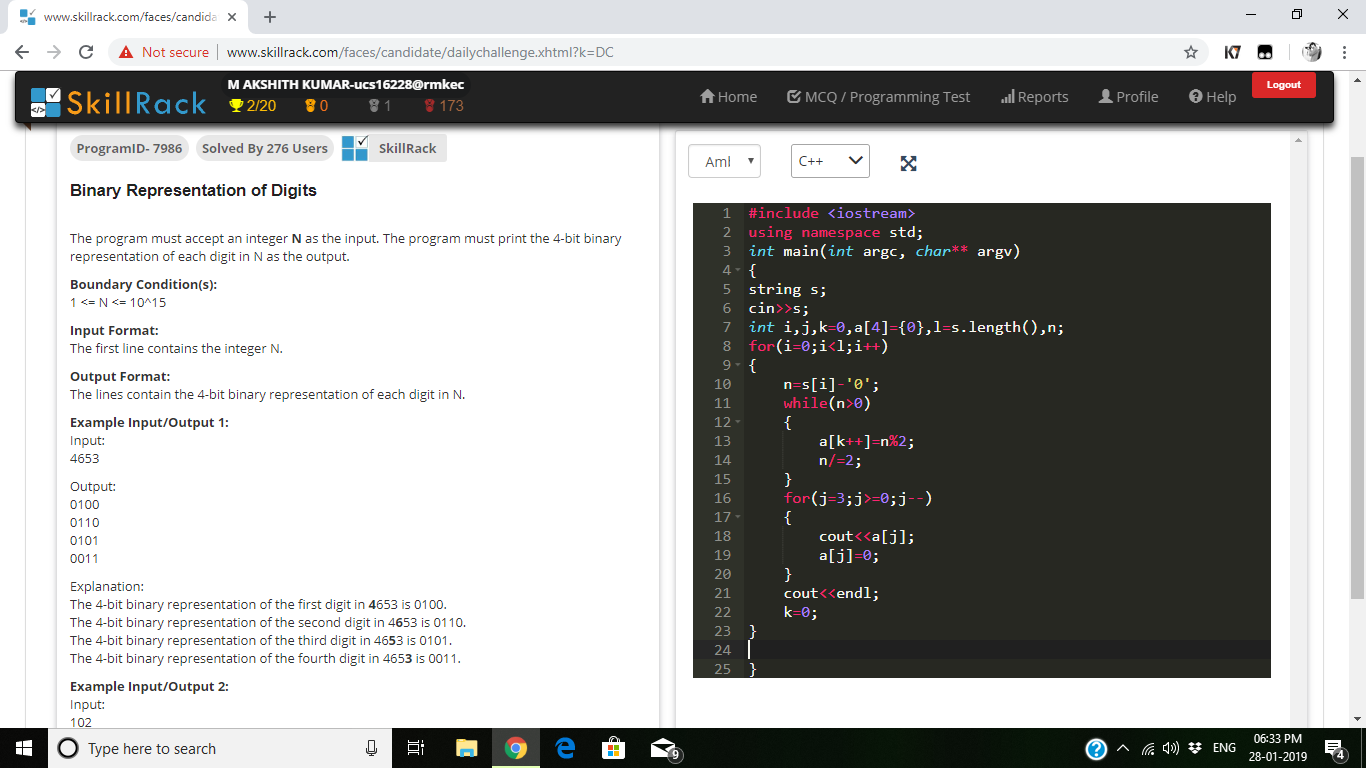 www.skillrack.com/faces/candida
Not secure | www.skillrack.com/faces/candidate/dailychallenge.xhtml?k=DC
K7
SkillRack
M AKSHITH KUMAR-ucs16228@rmkec
2/20 0 1 173
Home
MCQ / Programming Test
Reports
Profile
Help
Logout
ProgramID- 7986
Solved By 276 Users
SkillRack
Binary Representation of Digits
The program must accept an integer N as the input. The program must print the 4-bit binary
representation of each digit in N as the output.
Boundary Condition(s):
1 <= N <= 10^15
Input Format:
The first line contains the integer N.
Output Format:
The lines contain the 4-bit binary representation of each digit in N.
Example Input/Output 1:
Input:
4653
Output:
0100
0110
0101
0011
Explanation:
The 4-bit binary representation of the first digit in 4653 is 0100.
The 4-bit binary representation of the second digit in 4653 is 0110.
The 4-bit binary representation of the third digit in 4653 is 0101.
The 4-bit binary representation of the fourth digit in 4653 is 0011.
Example Input/Output 2:
Input:
102
Aml
C++
1 #include <iostream>
2 using namespace std;
3 int main(int argc, char** argv)
4 {
5 string s;
6 cin>>s;
7 int i,j,k=0,a[4]={0},l=s.length(),n;
8 for(i=0;i<l;i++)
9 {
10 n=s[i]-'0';
11 while(n>0)
12 {
13 a[k++]=n%2;
14 n/=2;
15 }
16 for(j=3;j>=0;j--)
17 {
18 cout<<a[j];
19 a[j]=0;
20 }
21 cout<<endl;
22 k=0;
23 }
24
25 }
Type here to search
9
ENG
06:33 PM
28-01-2019
4